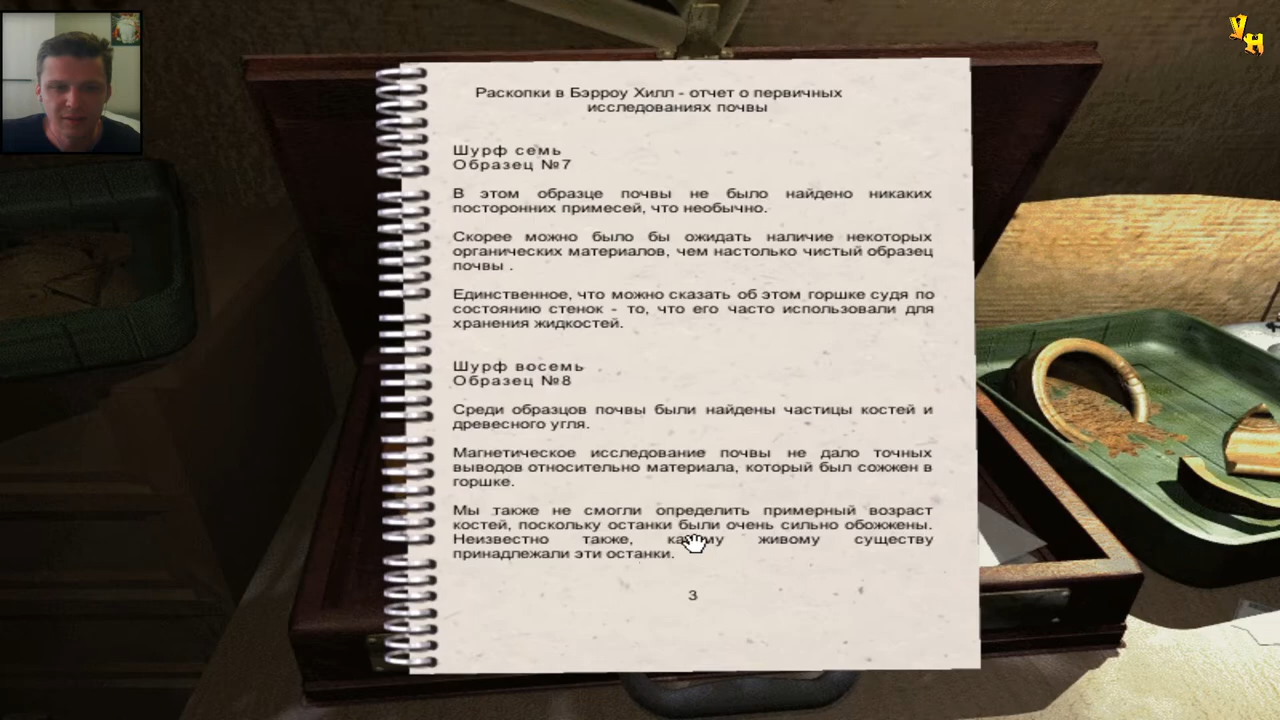 VH
Раскопки в Бэрроу Хилл - отчет о первичных
исследованиях почвы
Шурф семь
Образец №7
В этом образце почвы не было найдено никаких
посторонних примесей, что необычно.
Скорее можно было бы ожидать наличие некоторых
органических материалов, чем настолько чистый образец
почвы .
Единственное, что можно сказать об этом горшке судя по
состоянию стенок - то, что его часто использовали для
хранения жидкостей.
Шурф восемь
Образец №8
Среди образцов почвы были найдены частицы костей и
древесного угля.
Магнетическое исследование почвы не дало точных
выводов относительно материала, который был сожжен в
горшке.
Мы также не смогли определить примерный возраст
костей, поскольку останки были очень сильно обожжены.
Неизвестно также, какому живому существу
принадлежали эти останки.
3